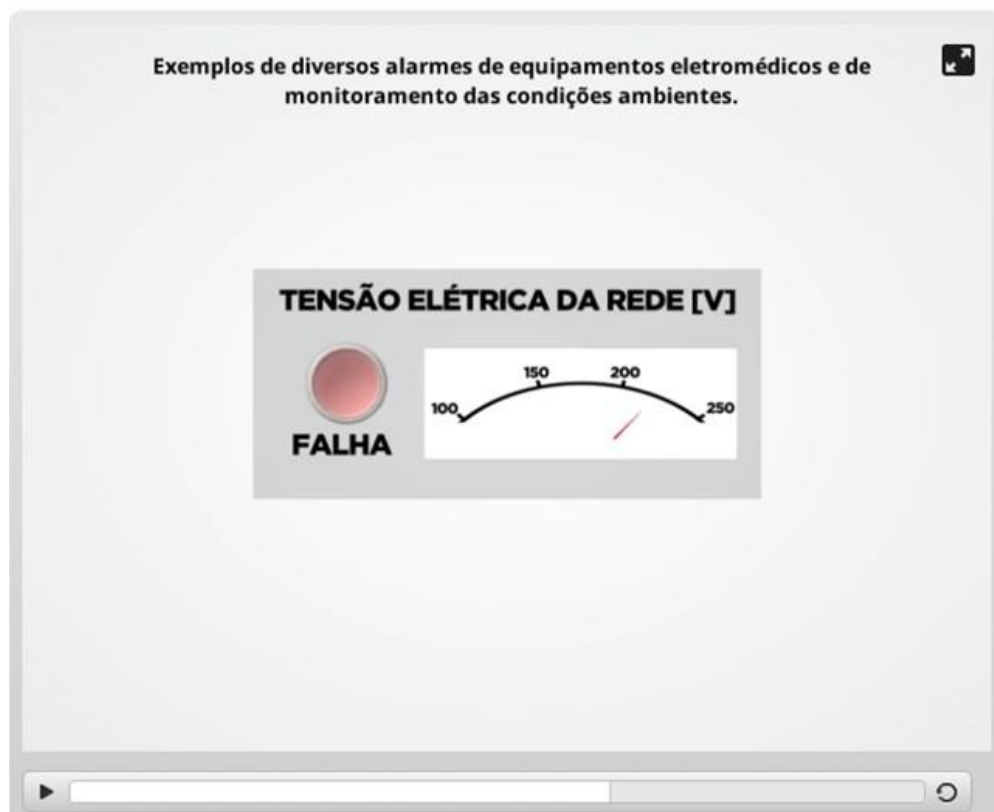 Exemplos de diversos alarmes de equipamentos eletromédicos e de
monitoramento das condições ambientes.
TENSÃO ELÉTRICA DA REDE [V]
100 150 200 250
FALHA